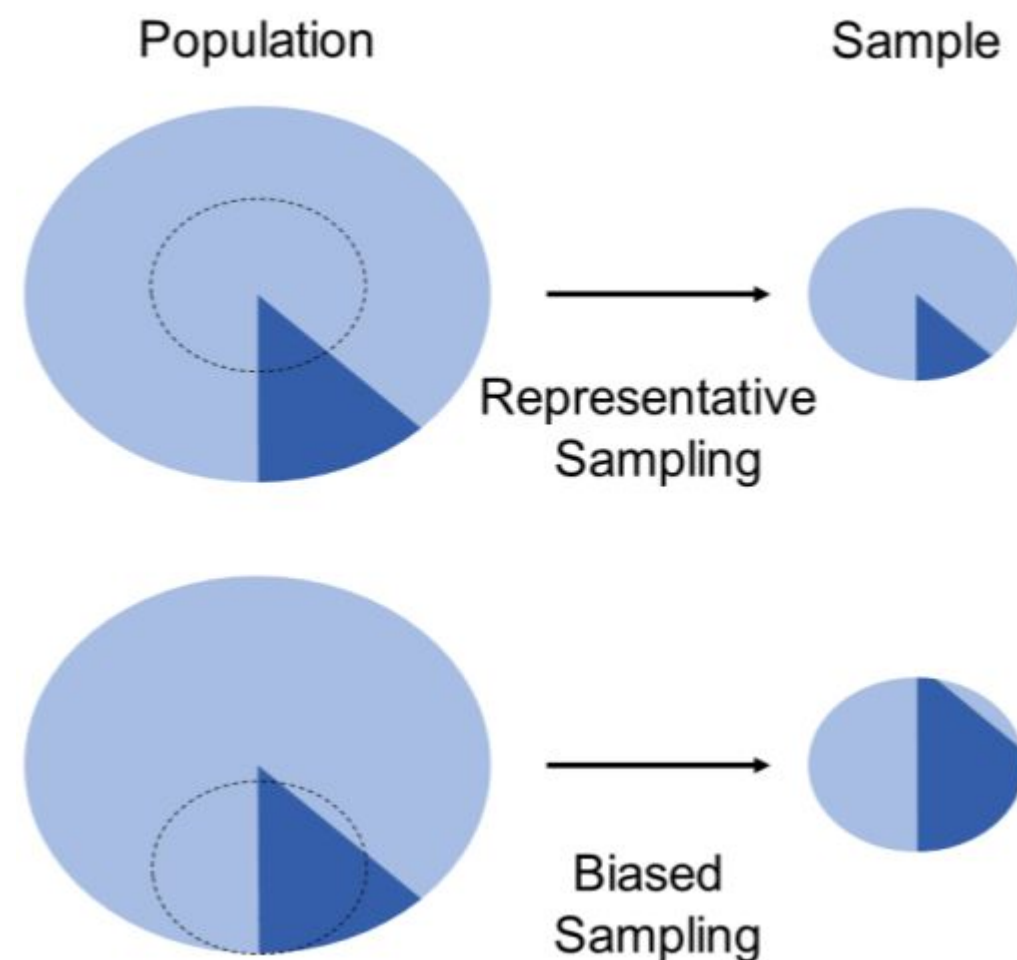 Population
Sample
Representative
Sampling
Biased
Sampling